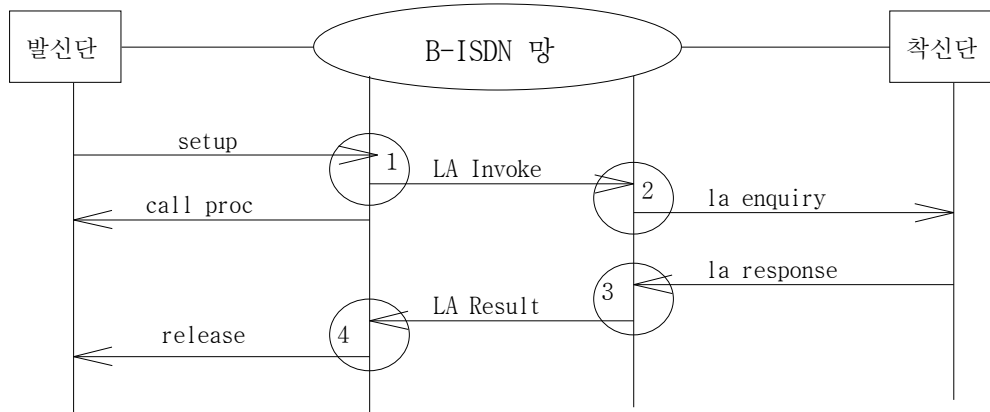 발신단
B-ISDN 망
착신단
setup
1
LA Invoke
2
call proc
la enquiry
la response
3
LA Result
4
release